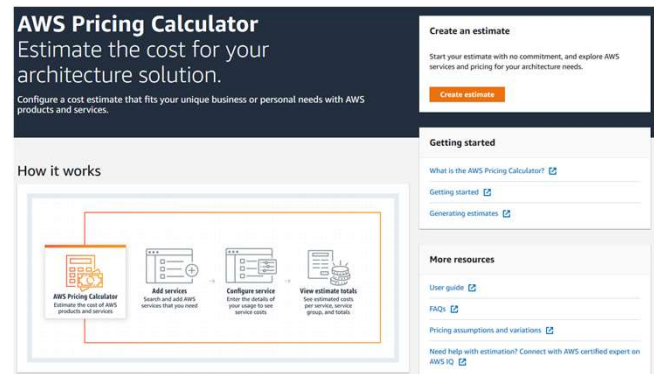 AWS Pricing Calculator
Estimate the cost for your
architecture solution.
Configure a cost estimate that fits your unique business or personal needs with AWS
products and services.
Create an estimate
Start your estimate with no commitment, and explore AWS
services and pricing for your architecture needs.
Create estimate
Getting started
What is the AWS Pricing Calculator?
Getting started
Generating estimates
How it works
AWS Pricing Calculator
Estimate the cost of AWS
products and services
Add services
Search and add AWS
services that you need
Configure service
Enter the details of
your usage to see
service costs
View estimate totals
See estimated costs
per service, service
group, and totals
More resources
User guide
FAQs
Pricing assumptions and variations
Need help with estimation? Connect with AWS certified expert on
AWS IQ